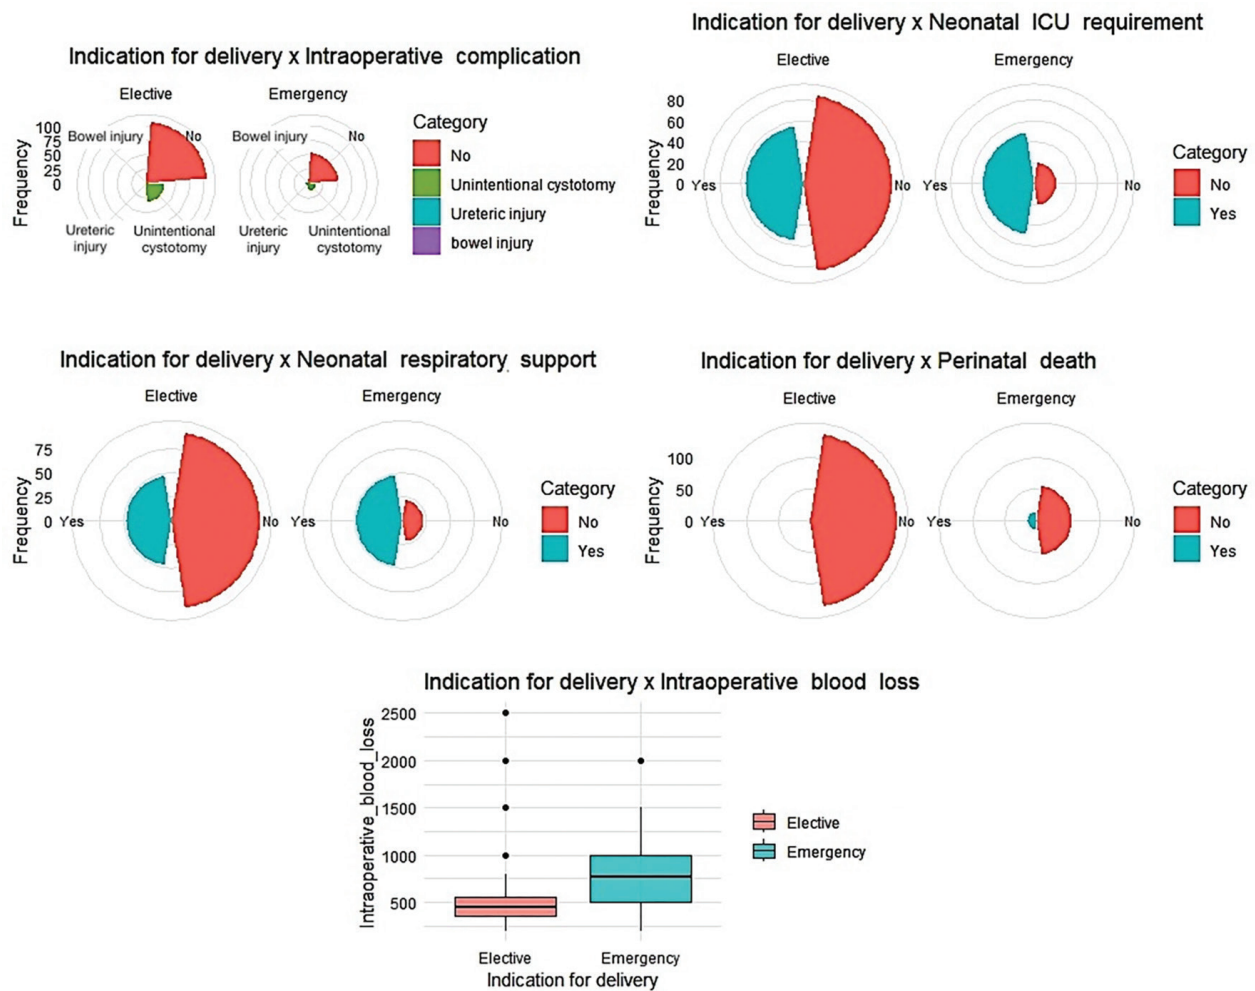 Indication for delivery x Intraoperative complication
Elective
Emergency
Frequency
100
75
50
25
0
Bowel injury
No
Ureteric
injury
Unintentional
cystotomy
Bowel injury
No
Ureteric
injury
Unintentional
cystotomy
Category
No
Unintentional cystotomy
Ureteric injury
bowel injury
Indication for delivery x Neonatal ICU requirement
Elective
Emergency
Frequency
80
60
40
20
0
Yes
No
Yes
No
Category
No
Yes
Indication for delivery x Neonatal respiratory support
Elective
Emergency
Frequency
75
50
25
0
Yes
No
Yes
No
Category
No
Yes
Indication for delivery x Perinatal death
Elective
Emergency
Frequency
100
50
0
Yes
No
Yes
No
Category
No
Yes
Indication for delivery x Intraoperative blood loss
Intraoperative_blood_loss
2500
2000
1500
1000
500
Elective
Emergency
Indication for delivery
Elective
Emergency